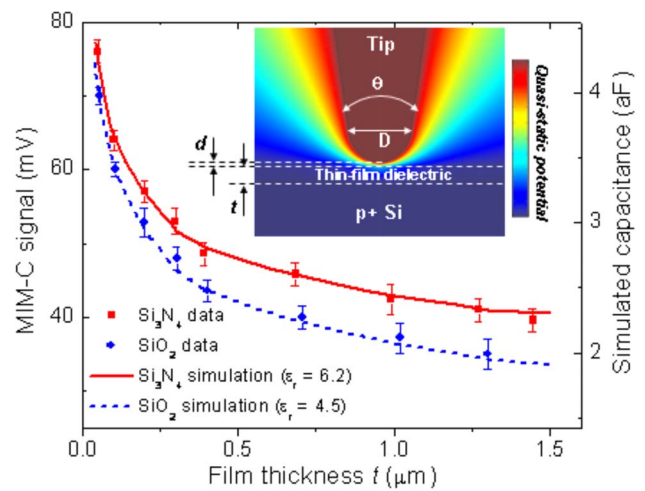 80
60
40
MIM-C signal (mV)
Tip
θ
D
d
t
Thin-film dielectric
p+ Si
Quasi-static potential
4
3
2
Simulated capacitance (aF)
Si₃N₄ data
SiO₂ data
Si₃N₄ simulation (εr = 6.2)
SiO₂ simulation (εr = 4.5)
0.0 0.5 1.0 1.5
Film thickness t (μm)